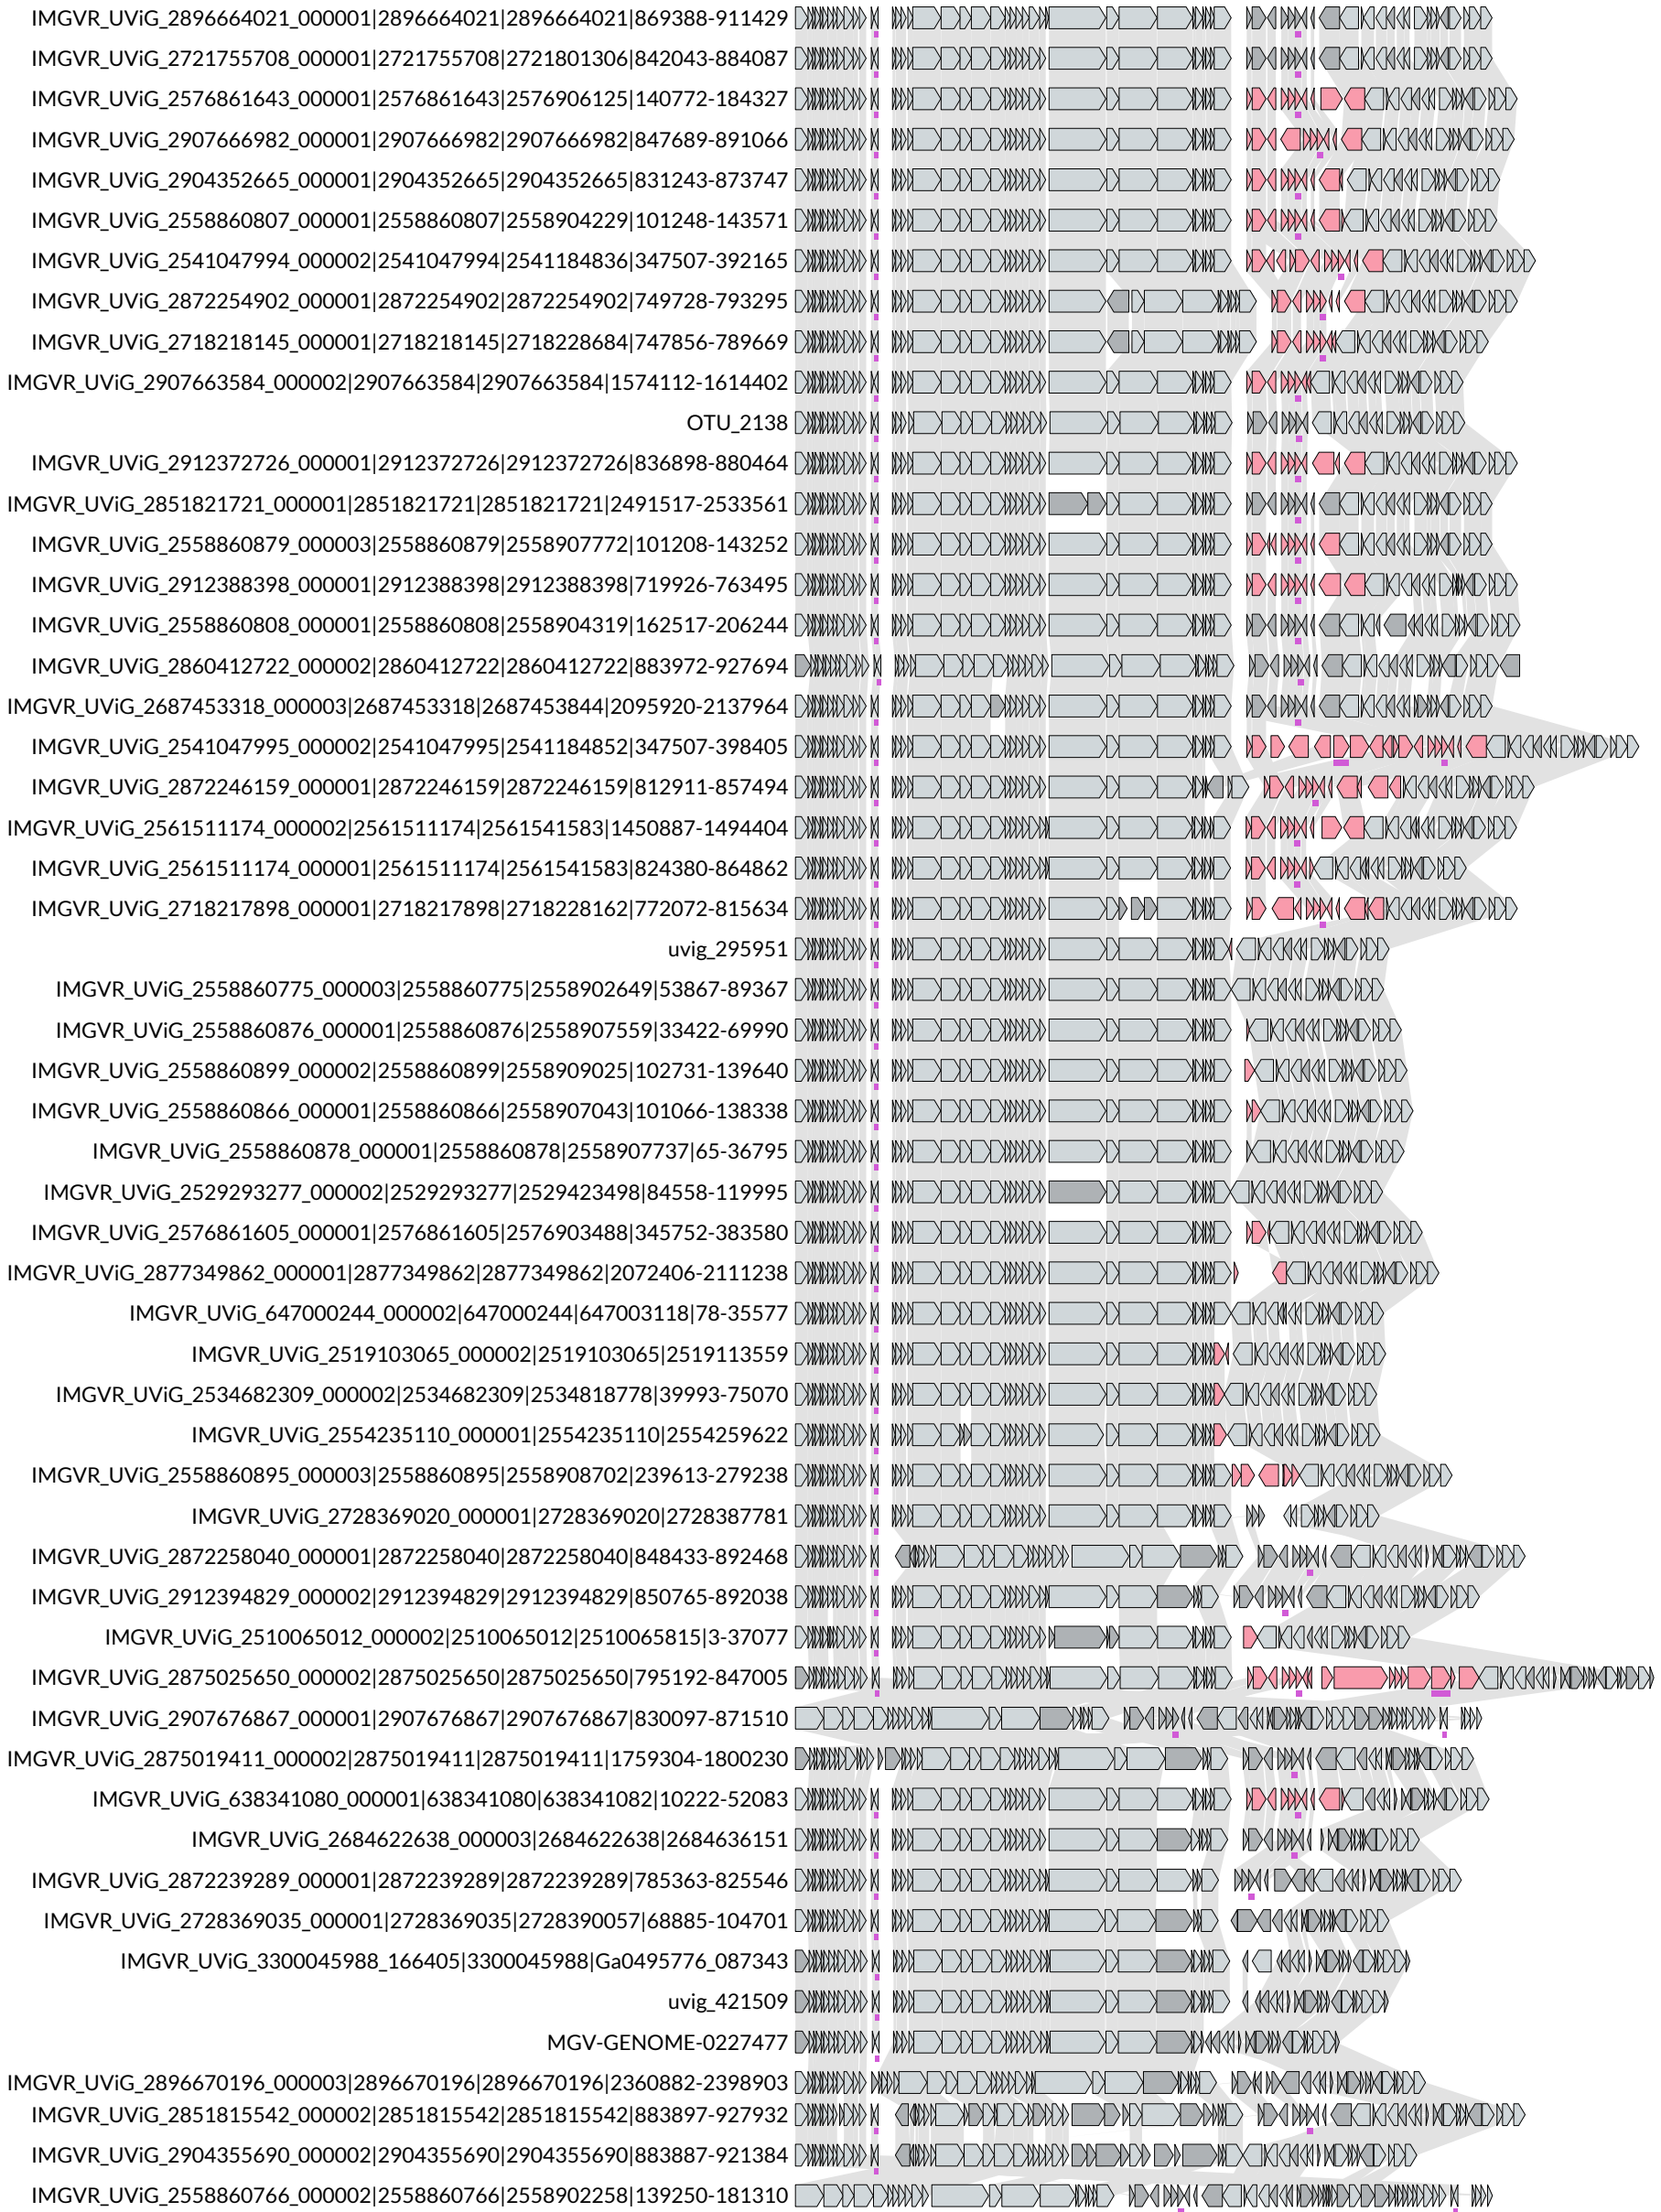 IMGVR_UViG_2896664021_000001|2896664021|2896664021|869388-911429
IMGVR_UViG_2721755708_000001|2721755708|2721801306|842043-884087
IMGVR_UViG_2576861643_000001|2576861643|2576906125|140772-184327
IMGVR_UViG_2907666982_000001|2907666982|2907666982|847689-891066
IMGVR_UViG_2904352665_000001|2904352665|2904352665|831243-873747
IMGVR_UViG_2558860807_000001|2558860807|2558904229|101248-143571
IMGVR_UViG_2541047994_000002|2541047994|2541184836|347507-392165
IMGVR_UViG_2872254902_000001|2872254902|2872254902|749728-793295
IMGVR_UViG_2718218145_000001|2718218145|2718228684|747856-789669
IMGVR_UViG_2907663584_000002|2907663584|2907663584|1574112-1614402
OTU_2138
IMGVR_UViG_2912372726_000001|2912372726|2912372726|836898-880464
IMGVR_UViG_2851821721_000001|2851821721|2851821721|2491517-2533561
IMGVR_UViG_2558860879_000003|2558860879|2558907772|101208-143252
IMGVR_UViG_2912388398_000001|2912388398|2912388398|719926-763495
IMGVR_UViG_2558860808_000001|2558860808|2558904319|162517-206244
IMGVR_UViG_2860412722_000002|2860412722|2860412722|883972-927694
IMGVR_UViG_2687453318_000003|2687453318|2687453844|2095920-2137964
IMGVR_UViG_2541047995_000002|2541047995|2541184852|347507-398405
IMGVR_UViG_2872246159_000001|2872246159|2872246159|812911-857494
IMGVR_UViG_2561511174_000002|2561511174|2561541583|1450887-1494404
IMGVR_UViG_2561511174_000001|2561511174|2561541583|824380-864862
IMGVR_UViG_2718217898_000001|2718217898|2718228162|772072-815634
uvig_295951
IMGVR_UViG_2558860775_000003|2558860775|2558902649|53867-89367
IMGVR_UViG_2558860876_000001|2558860876|2558907559|33422-69990
IMGVR_UViG_2558860899_000002|2558860899|2558909025|102731-139640
IMGVR_UViG_2558860866_000001|2558860866|2558907043|101066-138338
IMGVR_UViG_2558860878_000001|2558860878|2558907737|65-36795
IMGVR_UViG_2529293277_000002|2529293277|2529423498|84558-119995
IMGVR_UViG_2576861605_000001|2576861605|2576903488|345752-383580
IMGVR_UViG_2877349862_000001|2877349862|2877349862|2072406-2111238
IMGVR_UViG_647000244_000002|647000244|647003118|78-35577
IMGVR_UViG_2519103065_000002|2519103065|2519113559
IMGVR_UViG_2534682309_000002|2534682309|2534818778|39993-75070
IMGVR_UViG_2554235110_000001|2554235110|2554259622
IMGVR_UViG_2558860895_000003|2558860895|2558908702|239613-279238
IMGVR_UViG_2728369020_000001|2728369020|2728387781
IMGVR_UViG_2872258040_000001|2872258040|2872258040|848433-892468
IMGVR_UViG_2912394829_000002|2912394829|2912394829|850765-892038
IMGVR_UViG_2510065012_000002|2510065012|2510065815|3-37077
IMGVR_UViG_2875025650_000002|2875025650|2875025650|795192-847005
IMGVR_UViG_2907676867_000001|2907676867|2907676867|830097-871510
IMGVR_UViG_2875019411_000002|2875019411|2875019411|1759304-1800230
IMGVR_UViG_638341080_000001|638341080|638341082|10222-52083
IMGVR_UViG_2684622638_000003|2684622638|2684636151
IMGVR_UViG_2872239289_000001|2872239289|2872239289|785363-825546
IMGVR_UViG_2728369035_000001|2728369035|2728390057|68885-104701
IMGVR_UViG_3300045988_166405|3300045988|Ga0495776_087343
uvig_421509
MGV-GENOME-0227477
IMGVR_UViG_2896670196_000003|2896670196|2896670196|2360882-2398903
IMGVR_UViG_2851815542_000002|2851815542|2851815542|883897-927932
IMGVR_UViG_2904355690_000002|2904355690|2904355690|883887-921384
IMGVR_UViG_2558860766_000002|2558860766|2558902258|139250-181310